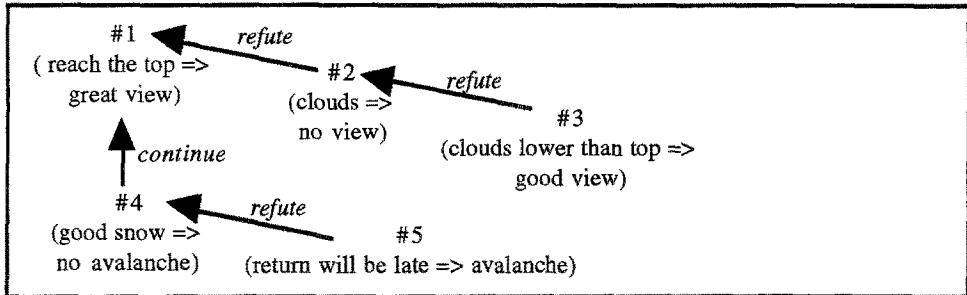 #1
refute
( reach the top =>
great view)
#2
refute
(clouds =>
no view)
#3
(clouds lower than top =>
good view)
continue
#4
refute
(good snow =>
no avalanche)
#5
(return will be late => avalanche)